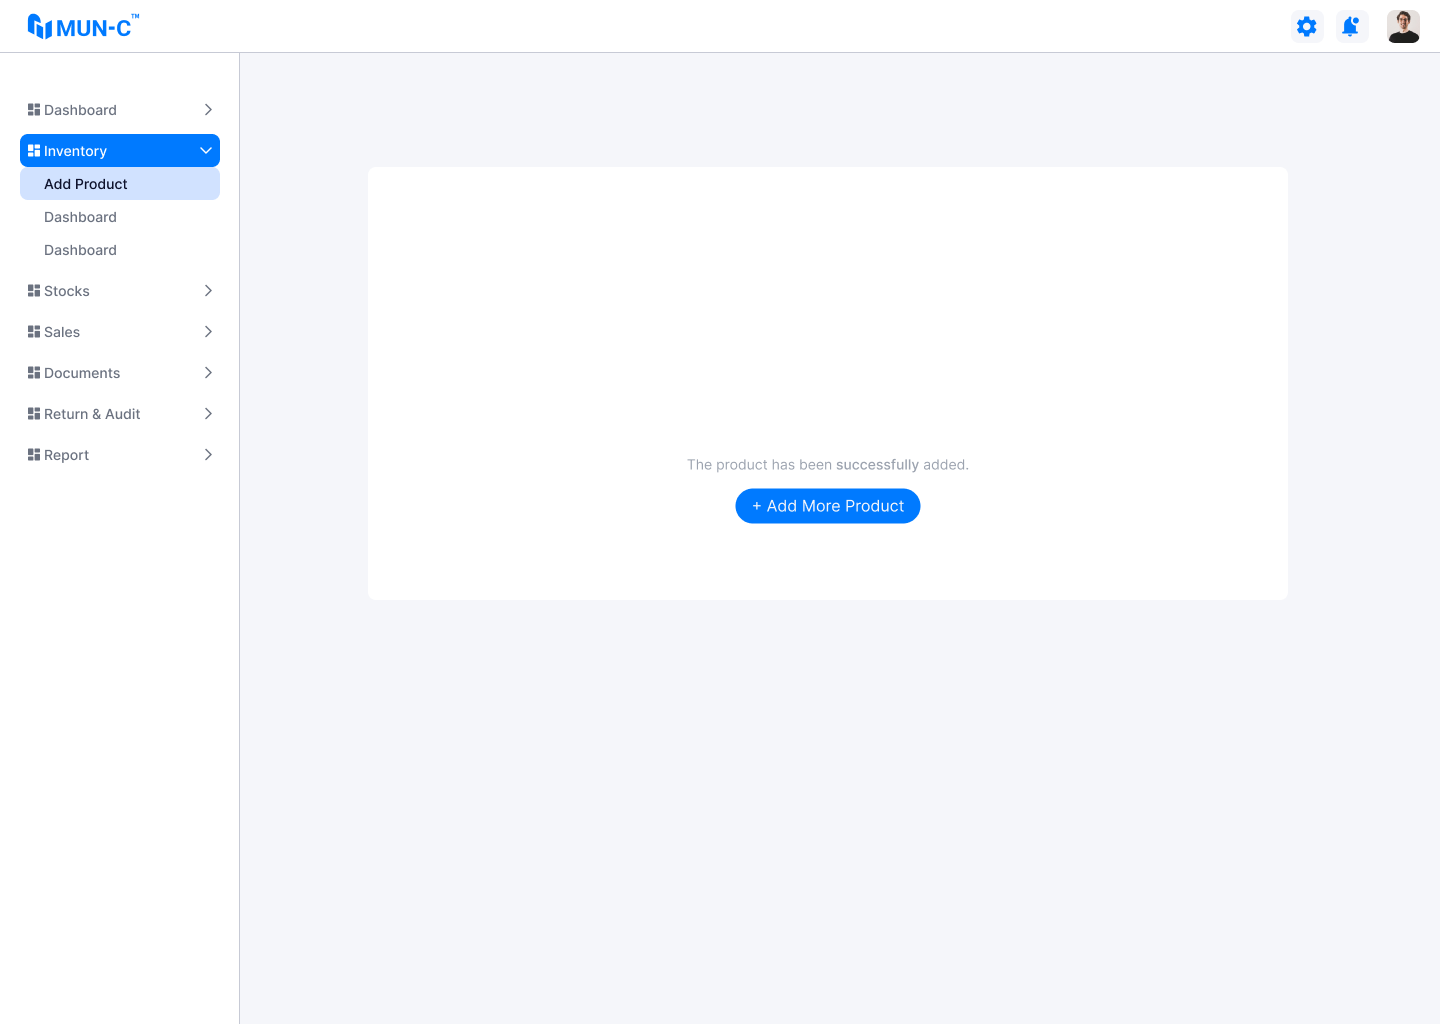 MUN-C™
Dashboard
Inventory
Add Product
Dashboard
Dashboard
Stocks
Sales
Documents
Return & Audit
Report
The product has been successfully added.
+ Add More Product